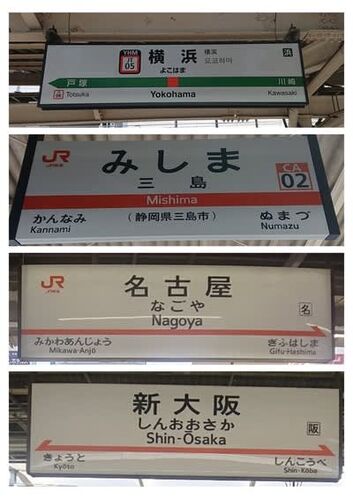 YHM
JT
05
横浜
よこはま
横滨
요코하마
浜
戸塚
Totsuka
Yokohama
川崎
Kawasaki
JR
みしま
三島
CA
02
Mishima
かんなみ
Kannami
(静岡県三島市)
ぬまづ
Numazu
JR
名古屋
なごや
名
Nagoya
みかわあんじょう
Mikawa-Anjō
ぎふはしま
Gifu-Hashima
新大阪
しんおおさか
阪
Shin-Ōsaka
きょうと
Kyōto
しんこうべ
Shin-Kōbe